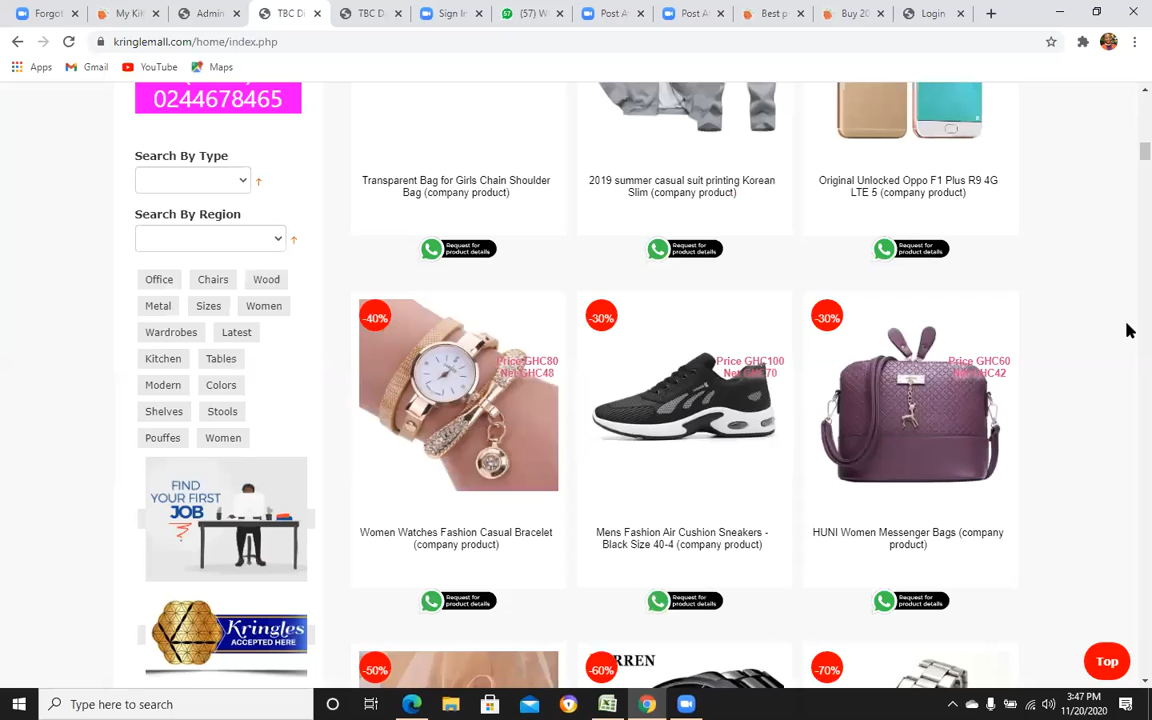 Forgot
My Ki
Admin
TBC Di
TBC D
Sign In
(57) W
Post A
Post A
Best p
Buy 20
Login
kringlemall.com/home/index.php
Apps
Gmail
YouTube
Maps
0244678465
Search By Type
Search By Region
Office Chairs Wood
Metal Sizes Women
Wardrobes Latest
Kitchen Tables
Modern Colors
Shelves Stools
Pouffes Women
FIND
YOUR FIRST
JOB
Kringles
ACCEPTED HERE
Transparent Bag for Girls Chain Shoulder
Bag (company product)
Request for
product details
2019 summer casual suit printing Korean
Slim (company product)
Request for
product details
Original Unlocked Oppo F1 Plus R9 4G
LTE 5 (company product)
Request for
product details
-40%
Price GHC80
Net GHC48
Women Watches Fashion Casual Bracelet
(company product)
Request for
product details
-30%
Price GHC100
Net GHC70
Mens Fashion Air Cushion Sneakers -
Black Size 40-4 (company product)
Request for
product details
-30%
Price GHC60
Net GHC42
HUNI Women Messenger Bags (company
product)
Request for
product details
-50%
-60%
RREN
-70%
Top
Type here to search
3:47 PM
11/20/2020